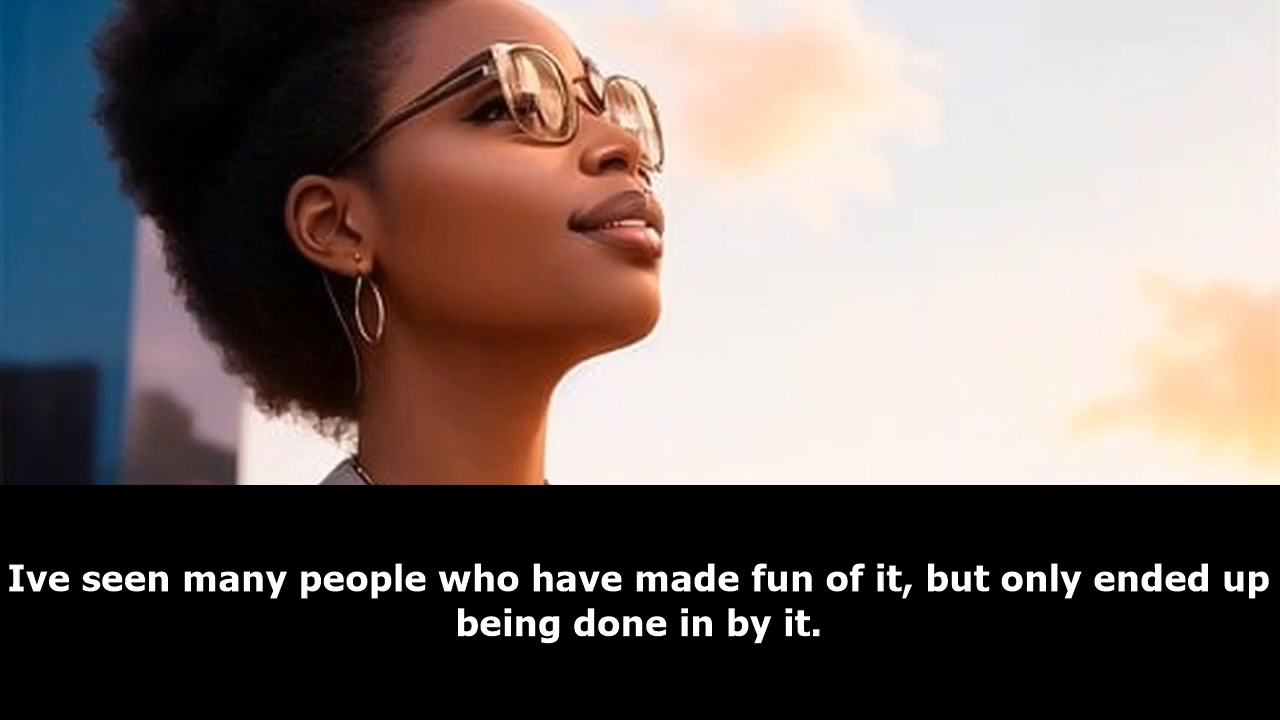 Ive seen many people who have made fun of it, but only ended up
being done in by it.